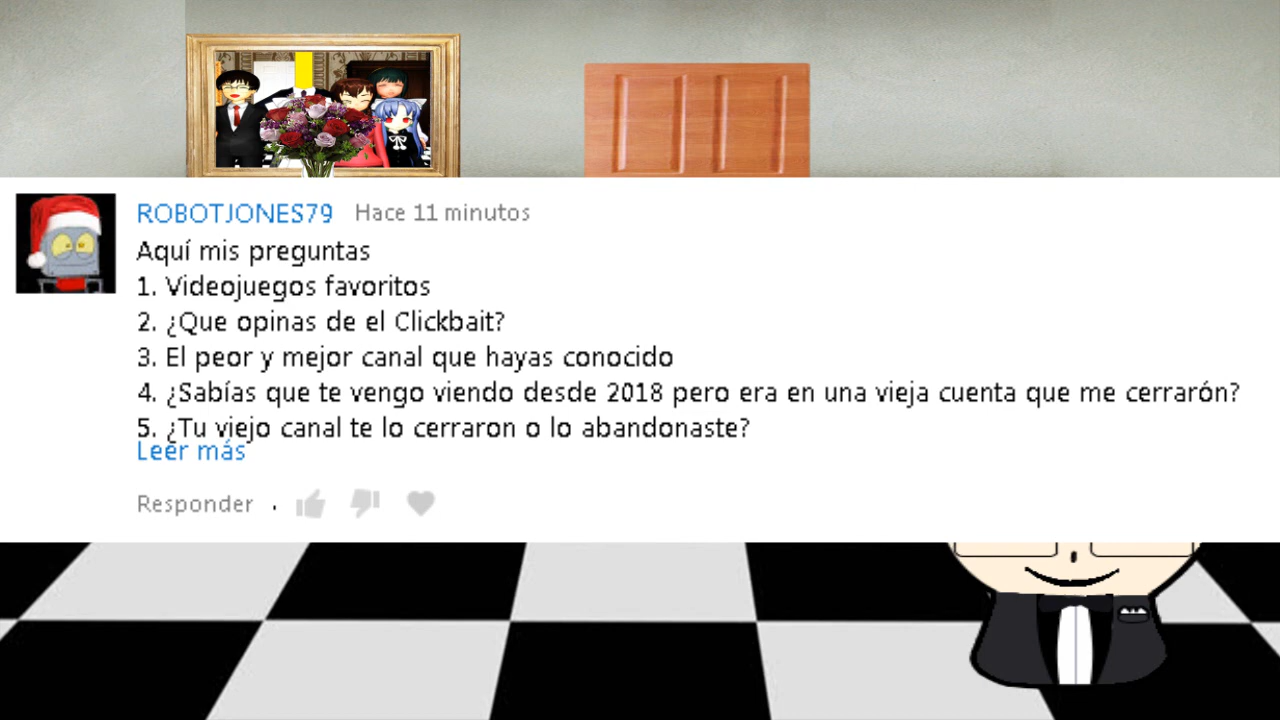 ROBOTJONES79 Hace 11 minutos
Aquí mis preguntas
1. Videojuegos favoritos
2. ¿Que opinas de el Clickbait?
3. El peor y mejor canal que hayas conocido
4. ¿Sabías que te vengo viendo desde 2018 pero era en una vieja cuenta que me cerrarón?
5. ¿Tu viejo canal te lo cerraron o lo abandonaste?
Leer más
Responder